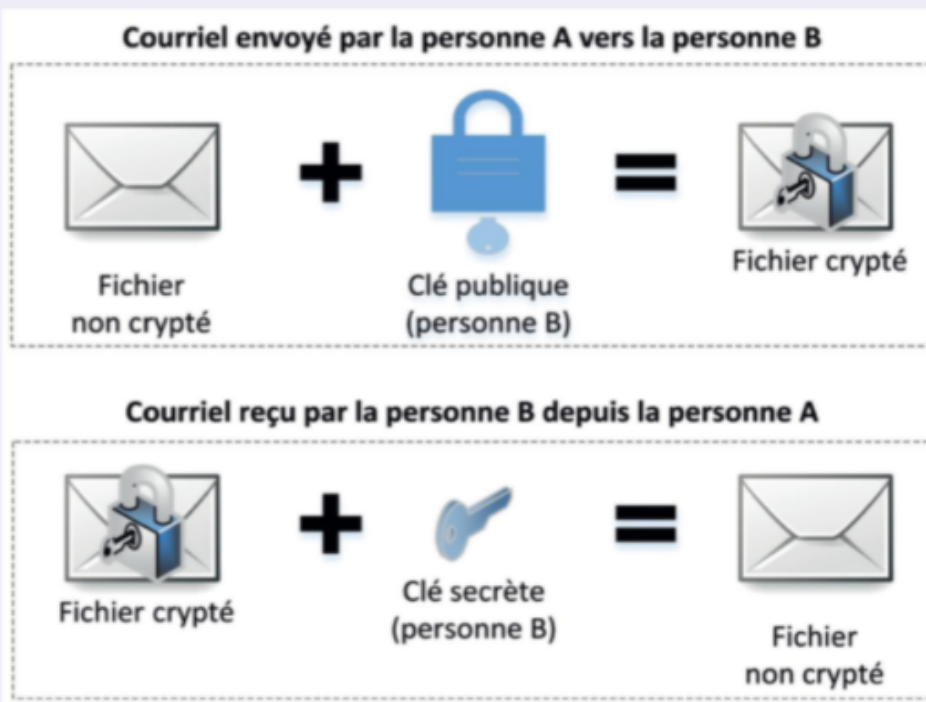 Courriel envoyé par la personne A vers la personne B
Fichier
non crypté
Clé publique
(personne B)
Fichier crypté
Courriel reçu par la personne B depuis la personne A
Fichier crypté
Clé secrète
(personne B)
Fichier
non crypté